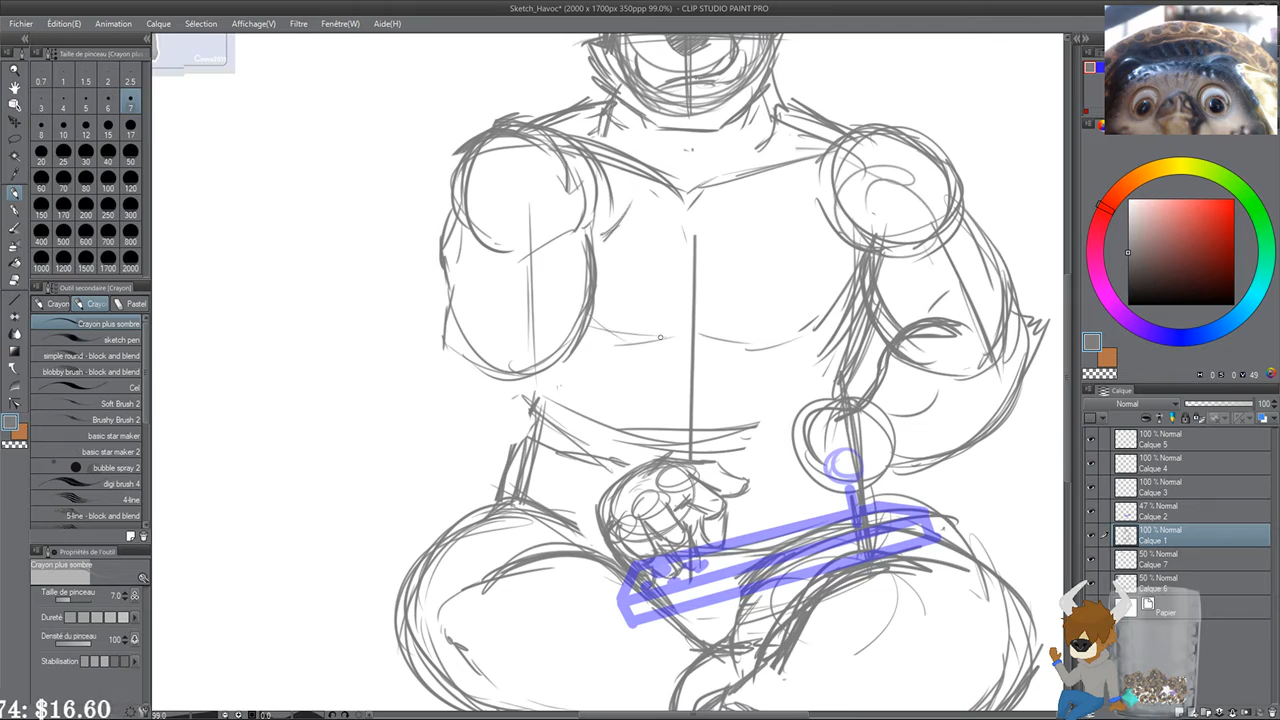 Sketch_Havoc* (2000 x 1700px 350ppp 99.0%) - CLIP STUDIO PAINT PRO
Fichier Édition(E) Animation Calque Sélection Affichage(V) Filtre Fenêtre(W) Aide(H)
Taille de pinceau [Crayon plus
0.7 1 1.5 2 2.5
3 4 5 6 7
8 10 12 15 17
20 25 30 40 50
60 70 80 100 120
150 170 200 250 300
400 500 600 700 800
1000 1200 1500 1700 2000
Outil secondaire [Crayon]
Crayon Crayo Pastel
Crayon plus sombre
sketch pen
simple round - block and blend
blobby brush - block and blend
Cel
Soft Brush 2
Brushy Brush 2
basic star maker
basic star maker 2
bubble spray 2
digi brush 4
4-line
5-line - block and blend
Propriétés de l'outil
Crayon plus sombre
Taille de pinceau 7.0
Dureté
Densité du pinceau 100
Stabilisation
74: $16.60
99.0 0.0
H 0 S 0 V 49
Calque
Normal 100
100 % Normal
Calque 5
100 % Normal
Calque 4
100 % Normal
Calque 3
47 % Normal
Calque 2
100 % Normal
Calque 1
50 % Normal
Calque 7
50 % Normal
Calque 6
Papier